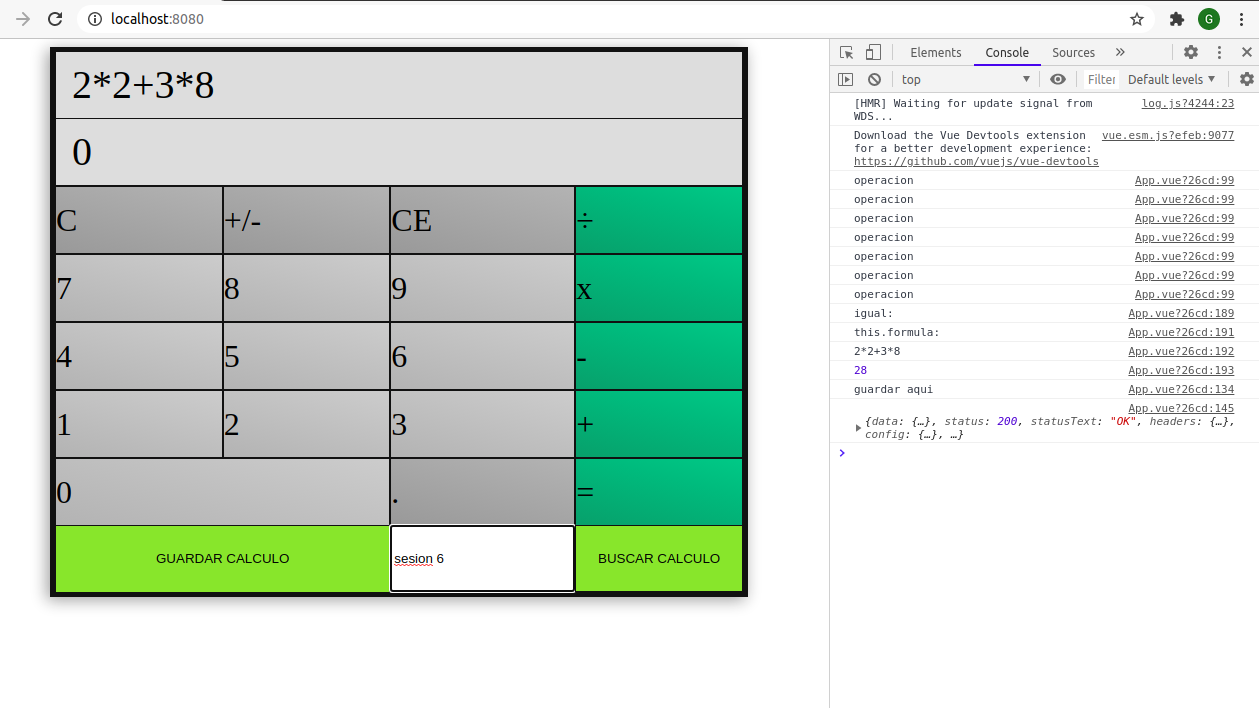 localhost:8080
G
2*2+3*8
0
C +/- CE ÷
7 8 9 x
4 5 6 -
1 2 3 +
0 . =
GUARDAR CALCULO sesion 6 BUSCAR CALCULO
Elements Console Sources »
top Filter Default levels
[HMR] Waiting for update signal from log.js?4244:23
WDS...
Download the Vue Devtools extension vue.esm.js?efeb:9077
for a better development experience:
https://github.com/vuejs/vue-devtools
operacion App.vue?26cd:99
operacion App.vue?26cd:99
operacion App.vue?26cd:99
operacion App.vue?26cd:99
operacion App.vue?26cd:99
operacion App.vue?26cd:99
operacion App.vue?26cd:99
igual: App.vue?26cd:189
this.formula: App.vue?26cd:191
2*2+3*8 App.vue?26cd:192
28 App.vue?26cd:193
guardar aqui App.vue?26cd:134
App.vue?26cd:145
{data: {…}, status: 200, statusText: "OK", headers: {…},
config: {…}, …}